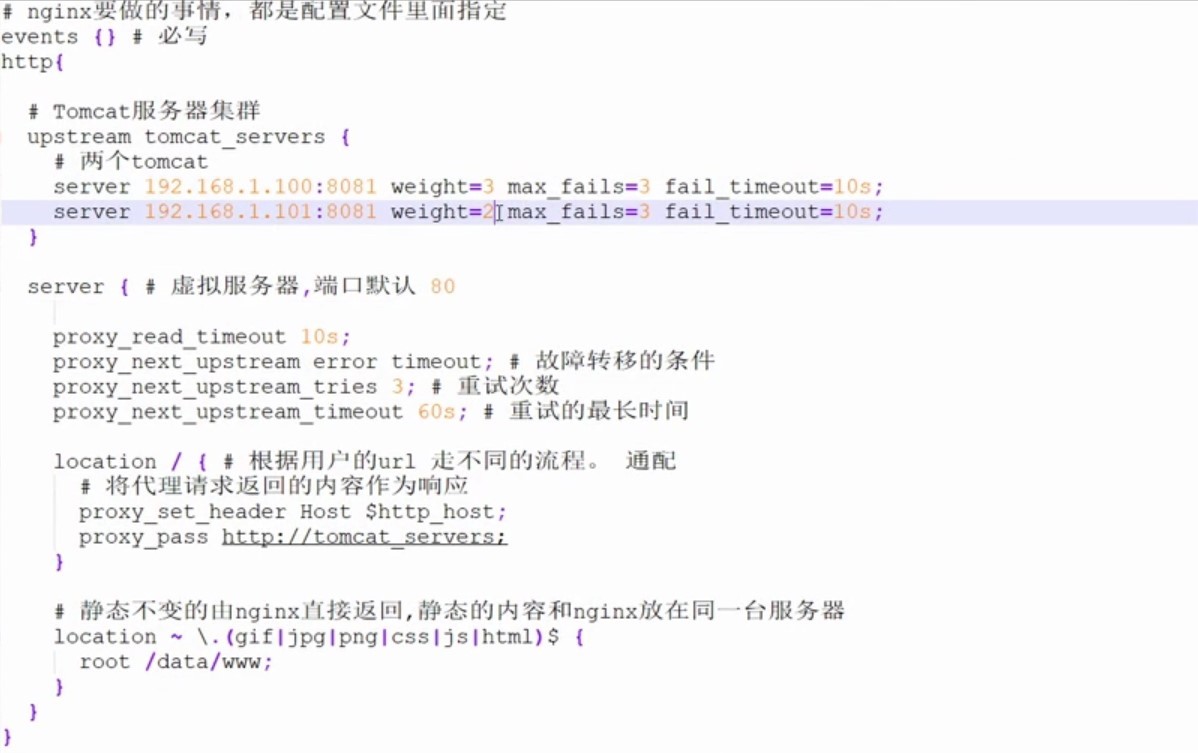 # nginx要做的事情，都是配置文件里面指定
events {} # 必写
http{
# Tomcat服务器集群
upstream tomcat_servers {
# 两个tomcat
server 192.168.1.100:8081 weight=3 max_fails=3 fail_timeout=10s;
server 192.168.1.101:8081 weight=2 max_fails=3 fail_timeout=10s;
}
server { # 虚拟服务器,端口默认 80
proxy_read_timeout 10s;
proxy_next_upstream error timeout; # 故障转移的条件
proxy_next_upstream_tries 3; # 重试次数
proxy_next_upstream_timeout 60s; # 重试的最长时间
location / { # 根据用户的url 走不同的流程。 通配
# 将代理请求返回的内容作为响应
proxy_set_header Host $http_host;
proxy_pass http://tomcat_servers;
}
# 静态不变的由nginx直接返回,静态的内容和nginx放在同一台服务器
location ~ \.(gif|jpg|png|css|js|html)$ {
root /data/www;
}
}
}